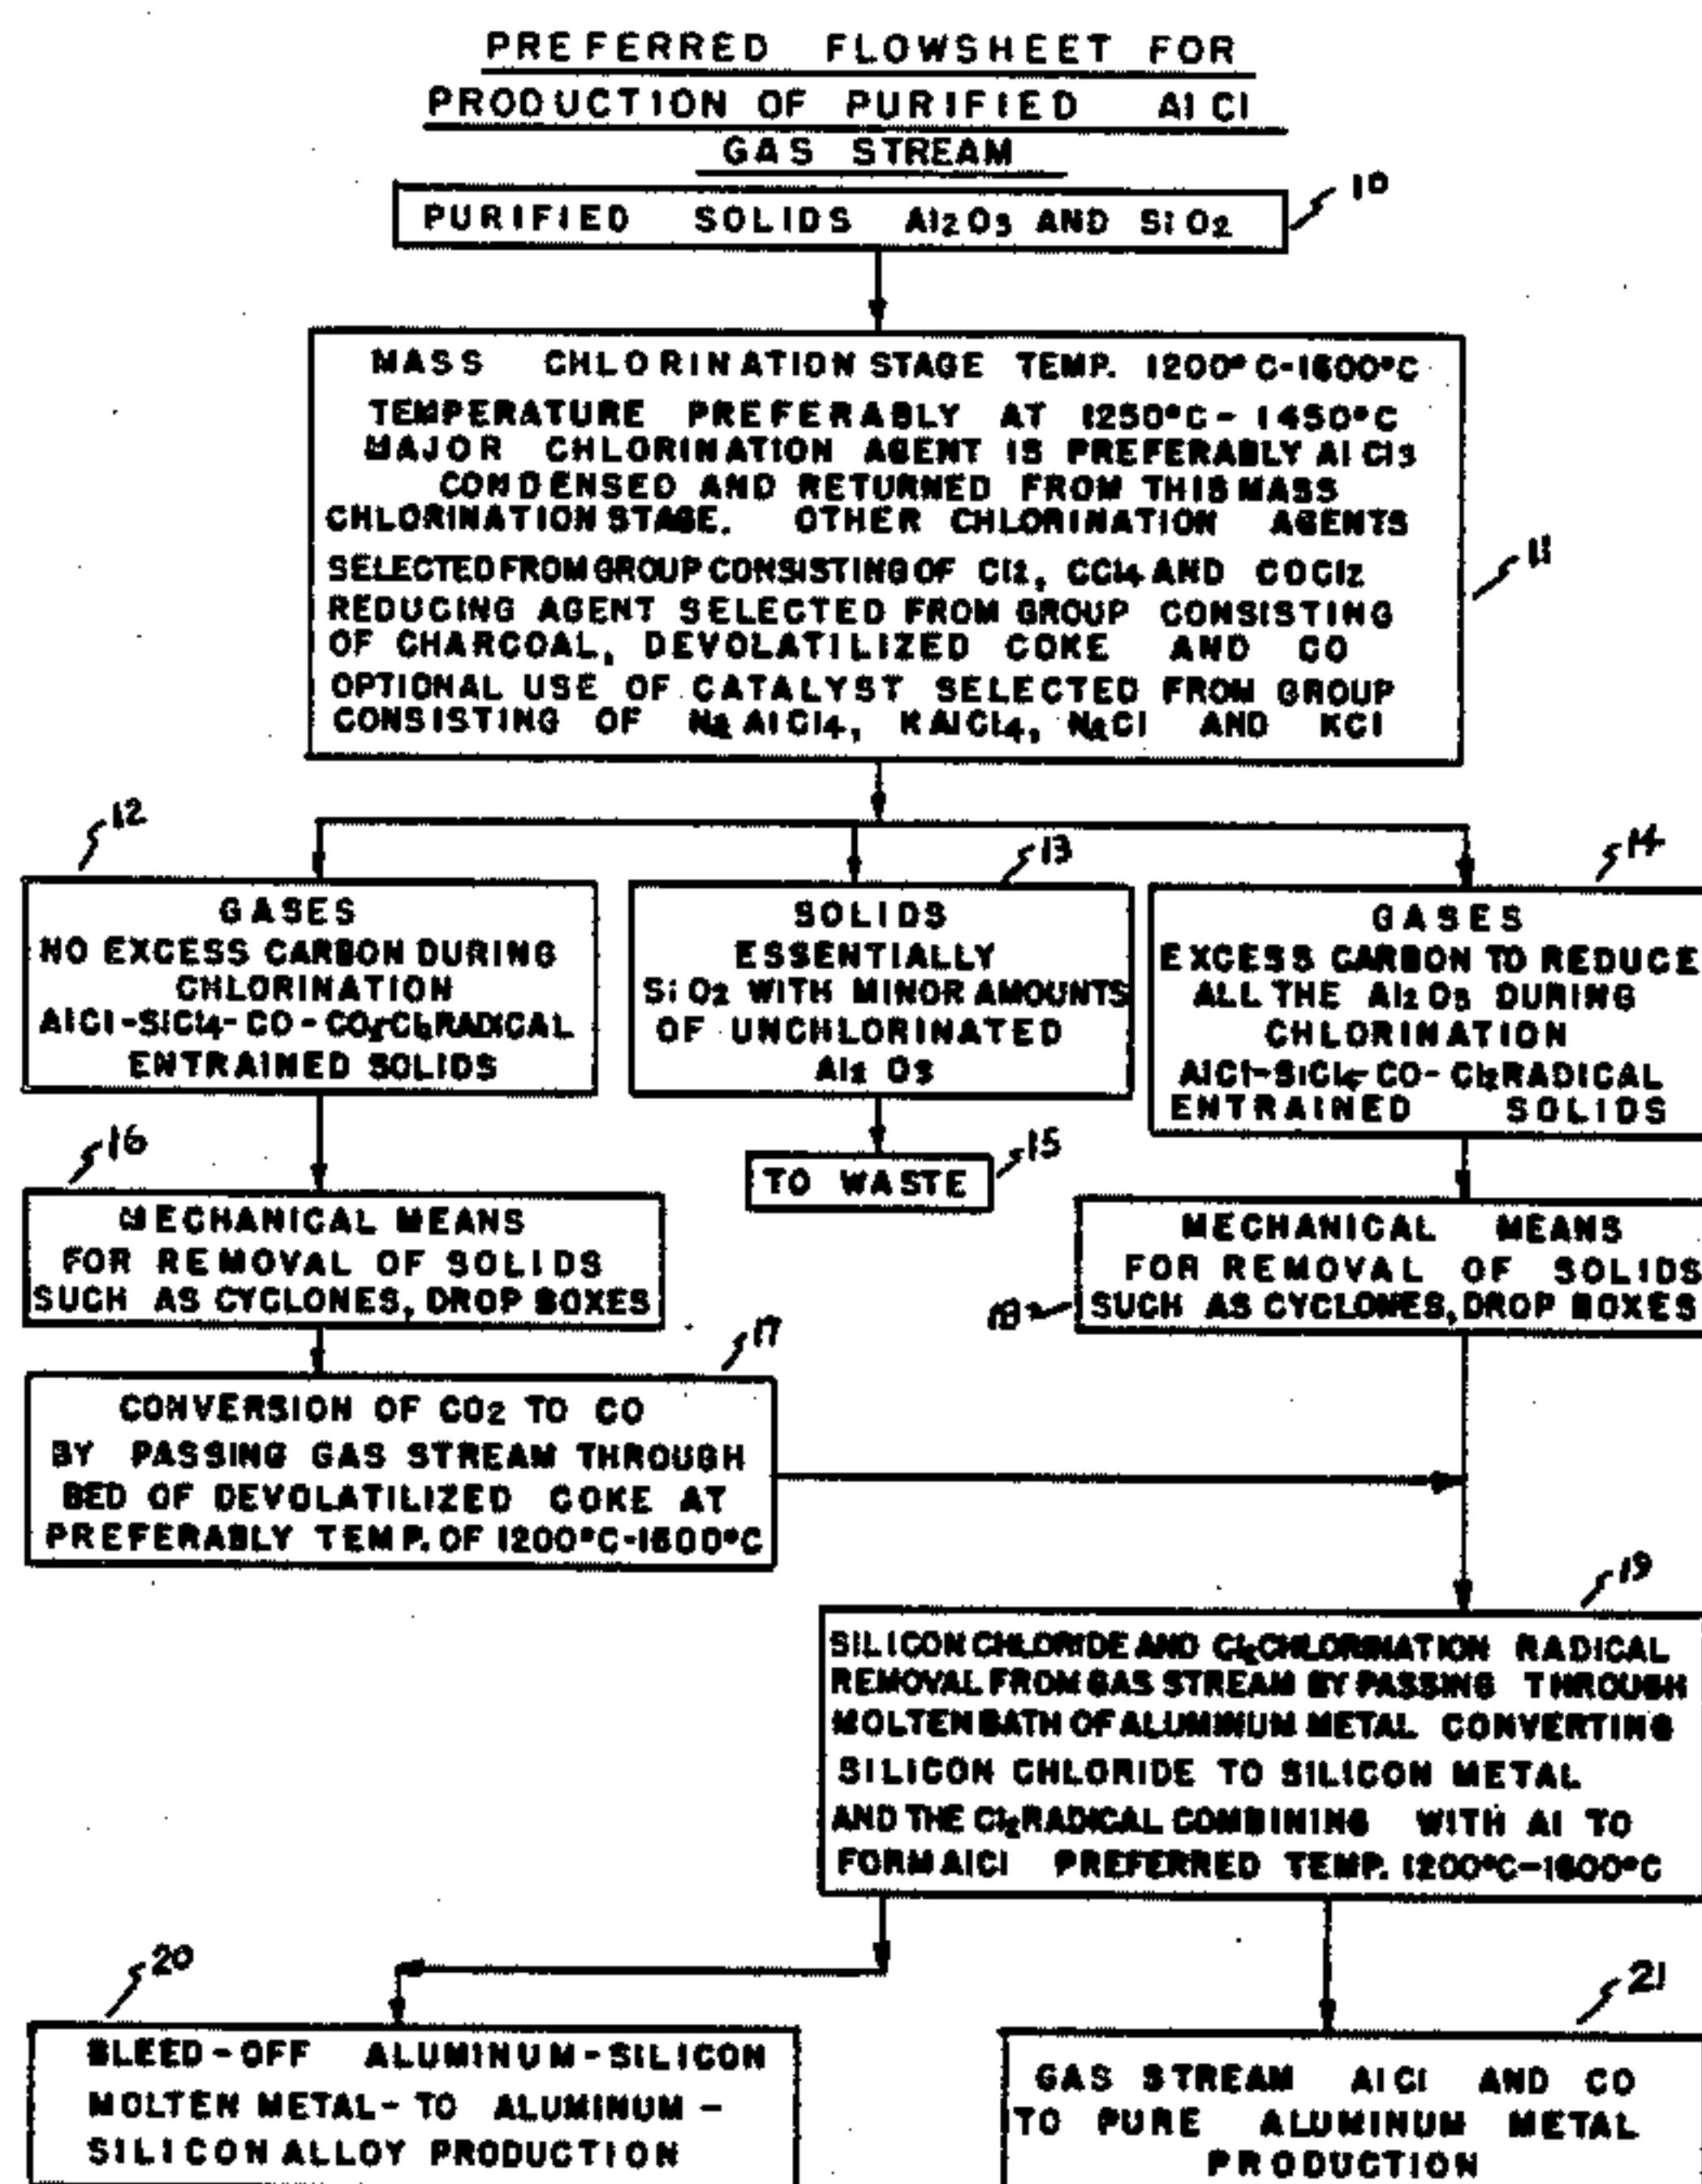 PREFERRED FLOWSHEET FOR
PRODUCTION OF PURIFIED AlCl
GAS STREAM
10
PURIFIED SOLIDS Al2O3 AND SiO2
MASS CHLORINATION STAGE TEMP. 1200°C-1600°C
TEMPERATURE PREFERABLY AT 1250°C - 1450°C
MAJOR CHLORINATION AGENT IS PREFERABLY AlCl3
CONDENSED AND RETURNED FROM THIS MASS
CHLORINATION STAGE. OTHER CHLORINATION AGENTS
SELECTED FROM GROUP CONSISTING OF Cl2, CCl4 AND COCl2
REDUCING AGENT SELECTED FROM GROUP CONSISTING
OF CHARCOAL, DEVOLATILIZED COKE AND CO
OPTIONAL USE OF CATALYST SELECTED FROM GROUP
CONSISTING OF NaAlCl4, KAlCl4, NaCl AND KCl
11
12
13
14
GASES
NO EXCESS CARBON DURING
CHLORINATION
AlCl-SiCl4-CO-CO2-Cl2 RADICAL
ENTRAINED SOLIDS
SOLIDS
ESSENTIALLY
SiO2 WITH MINOR AMOUNTS
OF UNCHLORINATED
Al2O3
GASES
EXCESS CARBON TO REDUCE
ALL THE Al2O3 DURING
CHLORINATION
AlCl-SiCl4-CO-Cl2 RADICAL
ENTRAINED SOLIDS
16
15
TO WASTE
MECHANICAL MEANS
FOR REMOVAL OF SOLIDS
SUCH AS CYCLONES, DROP BOXES
18
MECHANICAL MEANS
FOR REMOVAL OF SOLIDS
SUCH AS CYCLONES, DROP BOXES
17
CONVERSION OF CO2 TO CO
BY PASSING GAS STREAM THROUGH
BED OF DEVOLATILIZED COKE AT
PREFERABLY TEMP. OF 1200°C-1600°C
19
SILICON CHLORIDE AND Cl2 CHLORINATION RADICAL
REMOVAL FROM GAS STREAM BY PASSING THROUGH
MOLTEN BATH OF ALUMINUM METAL CONVERTING
SILICON CHLORIDE TO SILICON METAL
AND THE Cl2 RADICAL COMBINING WITH Al TO
FORM AlCl PREFERRED TEMP. 1200°C-1600°C
20
BLEED-OFF ALUMINUM-SILICON
MOLTEN METAL- TO ALUMINUM -
SILICON ALLOY PRODUCTION
21
GAS STREAM AlCl AND CO
TO PURE ALUMINUM METAL
PRODUCTION